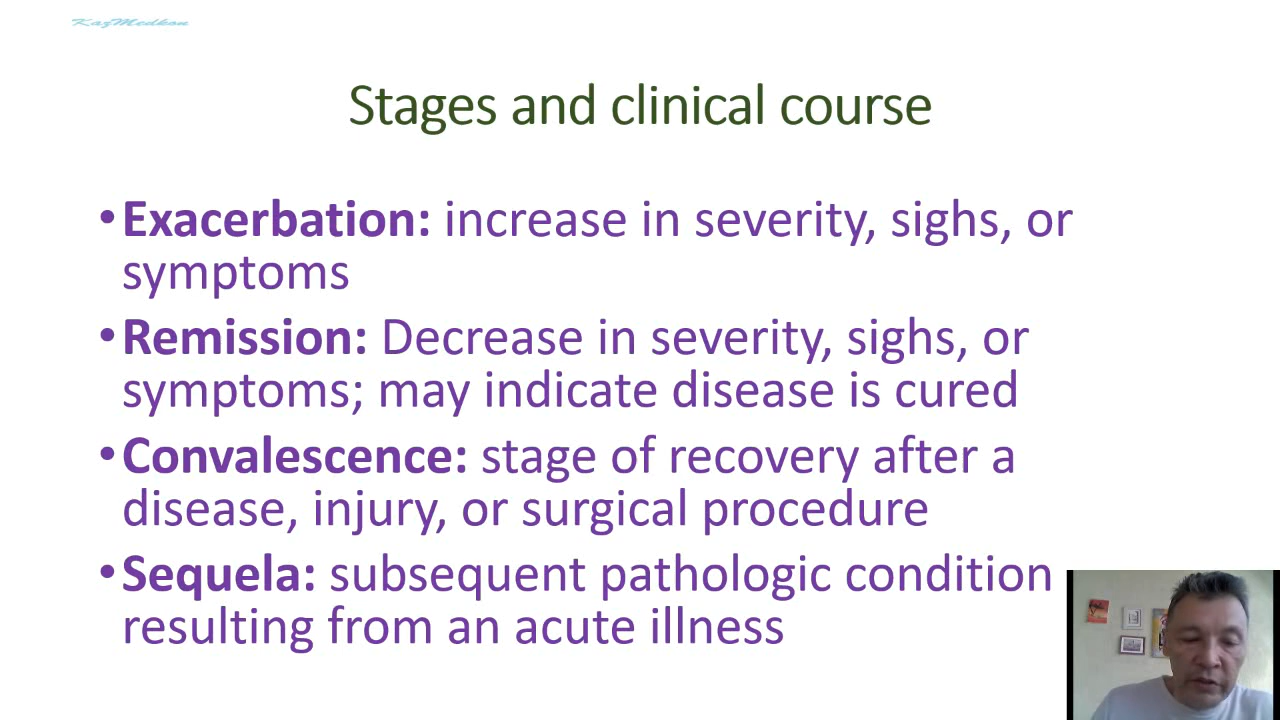 KazMedkon
Stages and clinical course
•Exacerbation: increase in severity, sighs, or
symptoms
•Remission: Decrease in severity, sighs, or
symptoms; may indicate disease is cured
•Convalescence: stage of recovery after a
disease, injury, or surgical procedure
•Sequela: subsequent pathologic condition
resulting from an acute illness